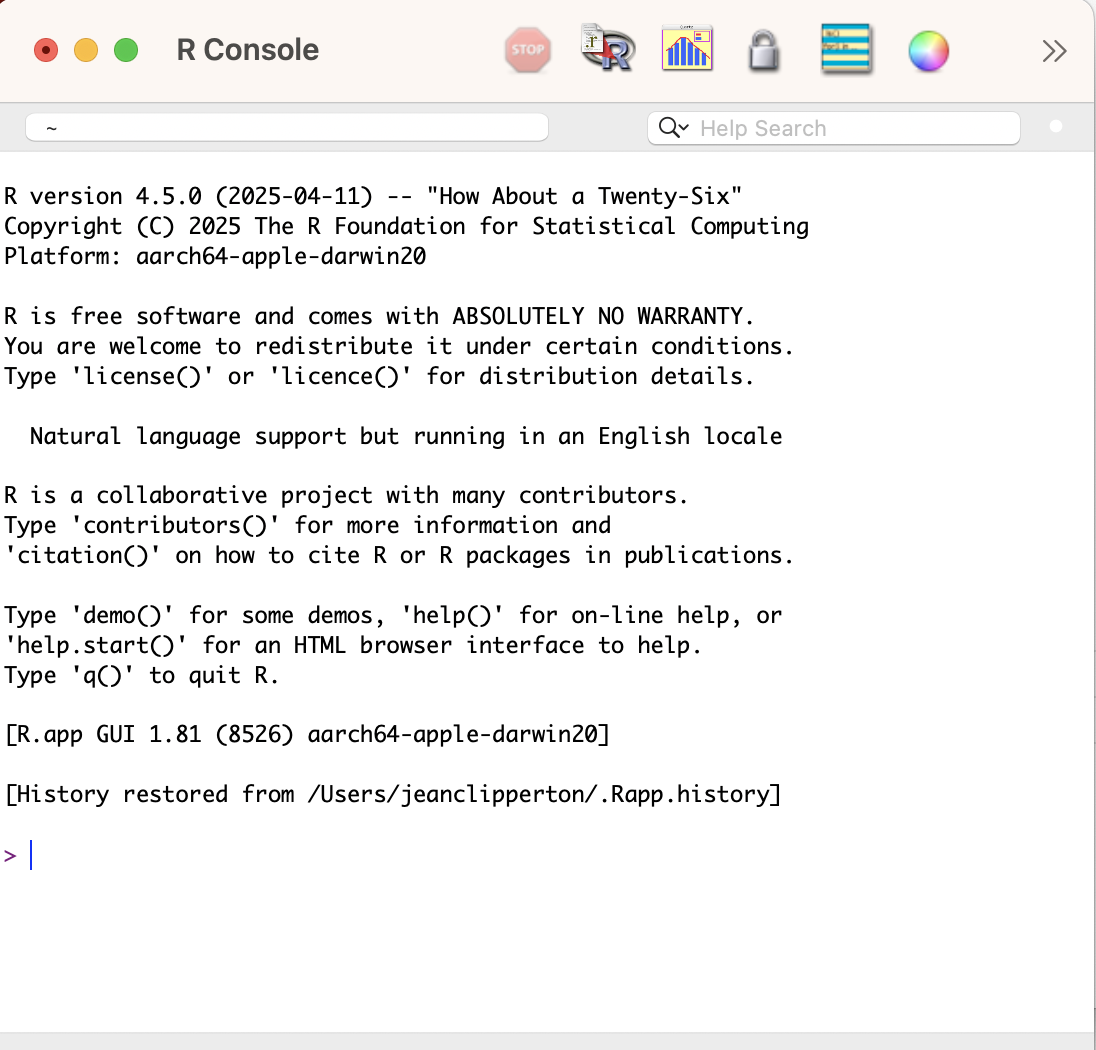 R Console
STOP
~
Help Search
R version 4.5.0 (2025-04-11) -- "How About a Twenty-Six"
Copyright (C) 2025 The R Foundation for Statistical Computing
Platform: aarch64-apple-darwin20
R is free software and comes with ABSOLUTELY NO WARRANTY.
You are welcome to redistribute it under certain conditions.
Type 'license()' or 'licence()' for distribution details.
Natural language support but running in an English locale
R is a collaborative project with many contributors.
Type 'contributors()' for more information and
'citation()' on how to cite R or R packages in publications.
Type 'demo()' for some demos, 'help()' for on-line help, or
'help.start()' for an HTML browser interface to help.
Type 'q()' to quit R.
[R.app GUI 1.81 (8526) aarch64-apple-darwin20]
[History restored from /Users/jeanclipperton/.Rapp.history]
>